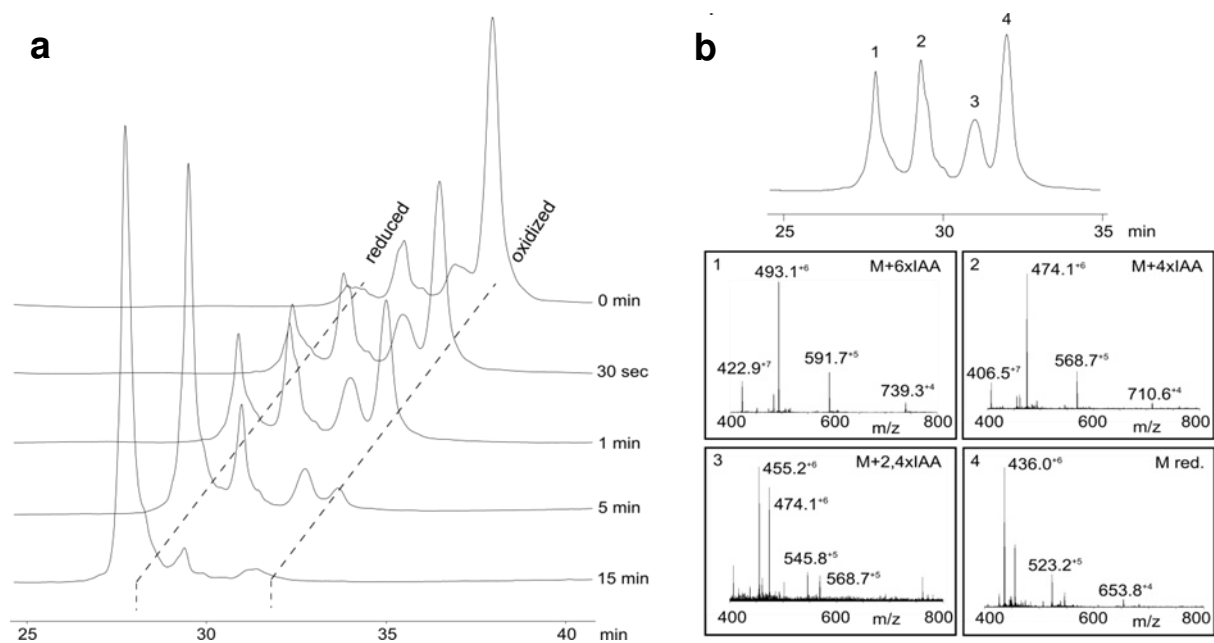 a
reduced
oxidized
0 min
30 sec
1 min
5 min
15 min
25 30 35 40 min
b
1 2 3 4
25 30 35 min
1 M+6xIAA
493.1+6
422.9+7
591.7+5
739.3+4
400 600 800
m/z
2 M+4xIAA
474.1+6
406.5+7
568.7+5
710.6+4
400 600 800
m/z
3 M+2,4xIAA
455.2+6
474.1+6
545.8+5
568.7+5
400 600 800
m/z
4 M red.
436.0+6
523.2+5
653.8+4
400 600 800
m/z